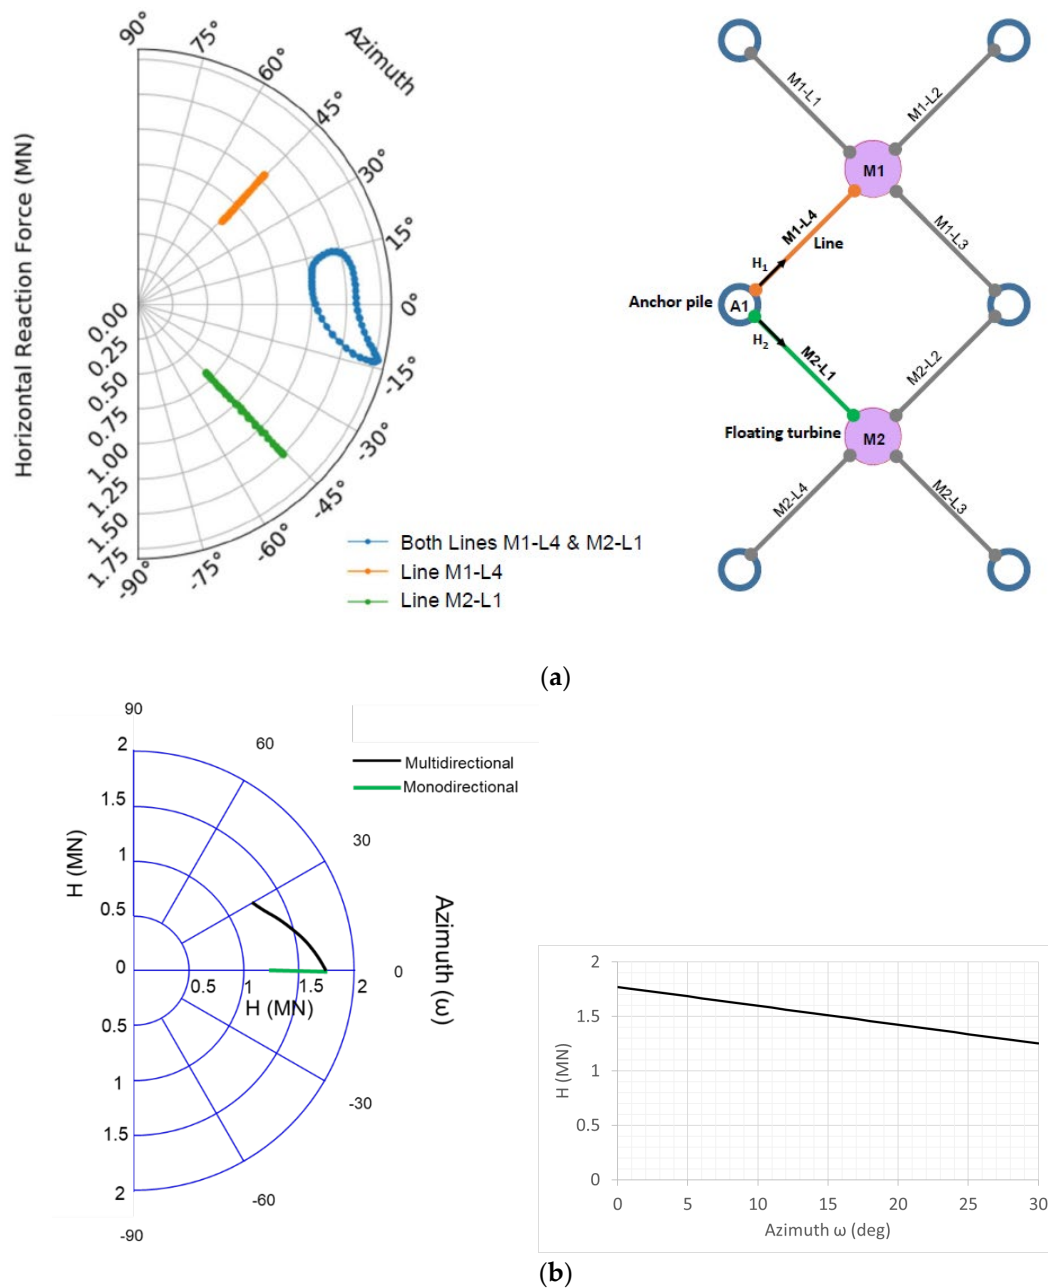 90°
75°
60°
45°
30°
15°
0°
-15°
-30°
-45°
-60°
-75°
-90°
Azimuth
Horizontal Reaction Force (MN)
0.00
0.25
0.50
0.75
1.00
1.25
1.50
1.75
Both Lines M1-L4 & M2-L1
Line M1-L4
Line M2-L1
M1-L1
M1-L2
M1
M1-L4
Line
M1-L3
H1
Anchor pile
A1
H2
M2-L1
M2-L2
Floating turbine
M2
M2-L4
M2-L3
(a)
90
60
30
0
-30
-60
-90
2
1.5
1
0.5
0
0.5
1
1.5
2
H (MN)
0.5
1
1.5
2
H (MN)
Azimuth (ω)
Multidirectional
Monodirectional
2
1.5
1
0.5
0
H (MN)
0
5
10
15
20
25
30
Azimuth ω (deg)
(b)